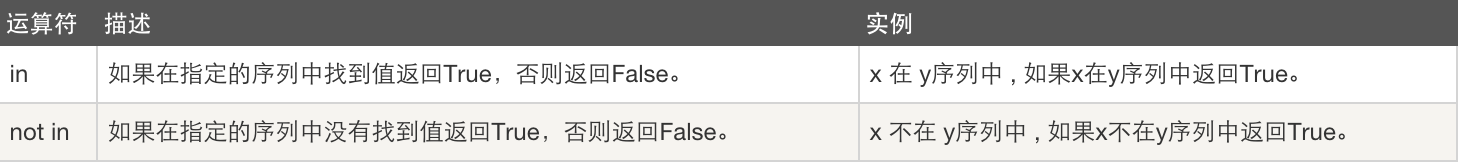 运算符 描述 实例
in 如果在指定的序列中找到值返回True，否则返回False。 x 在 y序列中 , 如果x在y序列中返回True。
not in 如果在指定的序列中没有找到值返回True，否则返回False。 x 不在 y序列中 , 如果x不在y序列中返回True。